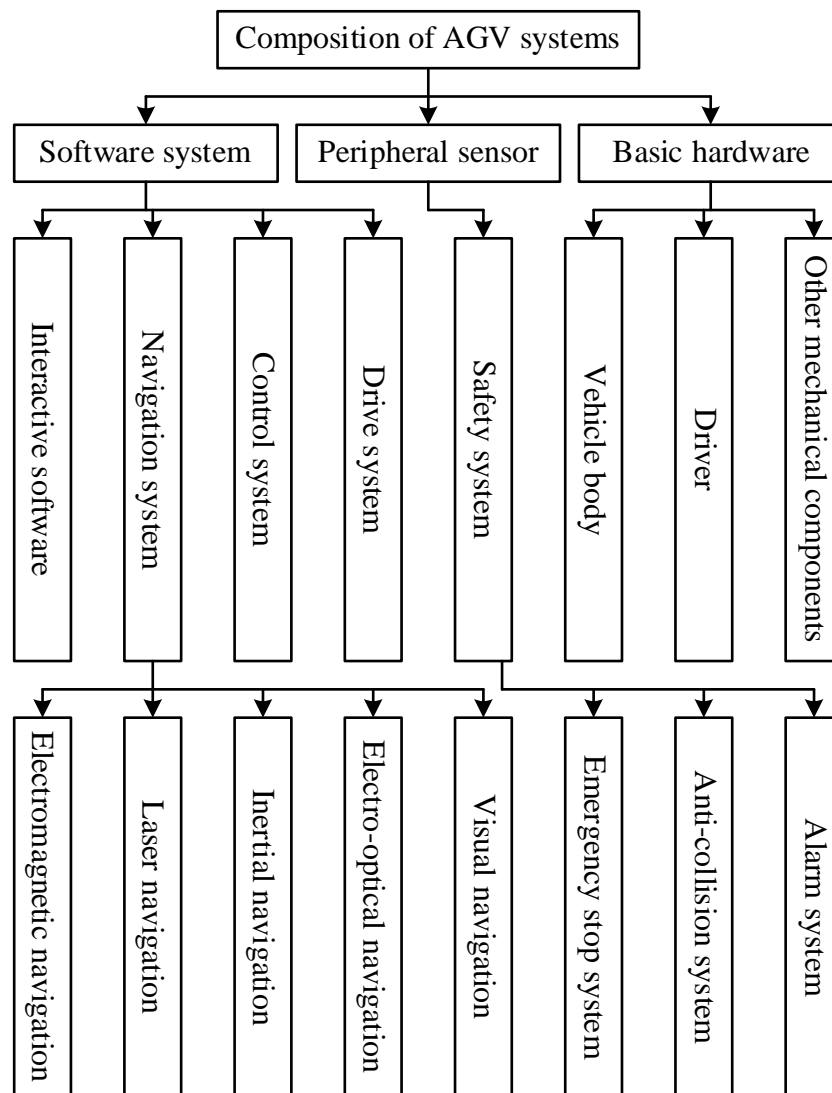 Composition of AGV systems
Software system
Peripheral sensor
Basic hardware
Interactive software
Navigation system
Control system
Drive system
Safety system
Vehicle body
Driver
Other mechanical components
Electromagnetic navigation
Laser navigation
Inertial navigation
Electro-optical navigation
Visual navigation
Emergency stop system
Anti-collision system
Alarm system